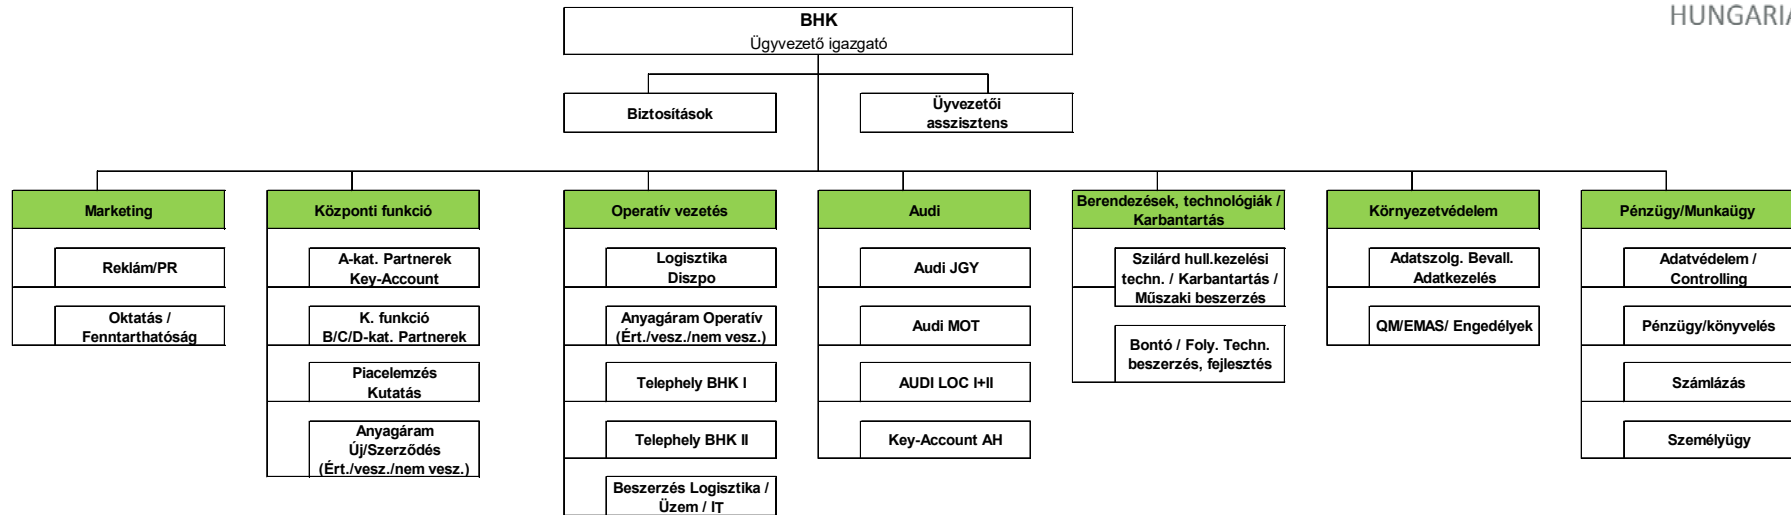 HUNGARIA
BHK
Ügyvezető igazgató
Biztosítások
Üyvezetői
asszisztens
Marketing
Reklám/PR
Oktatás /
Fenntarthatóság
Központi funkció
A-kat. Partnerek
Key-Account
K. funkció
B/C/D-kat. Partnerek
Piacelemzés
Kutatás
Anyagáram
Új/Szerződés
(Ért./vesz./nem vesz.)
Operatív vezetés
Logisztika
Diszpo
Anyagáram Operatív
(Ért./vesz./nem vesz.)
Telephely BHK I
Telephely BHK II
Beszerzés Logisztika /
Üzem / IT
Audi
Audi JGY
Audi MOT
AUDI LOC I+II
Key-Account AH
Berendezések, technológiák /
Karbantartás
Szilárd hull.kezelési
techn. / Karbantartás /
Műszaki beszerzés
Bontó / Foly. Techn.
beszerzés, fejlesztés
Környezetvédelem
Adatszolg. Bevall.
Adatkezelés
QM/EMAS/ Engedélyek
Pénzügy/Munkaügy
Adatvédelem /
Controlling
Pénzügy/könyvelés
Számlázás
Személyügy